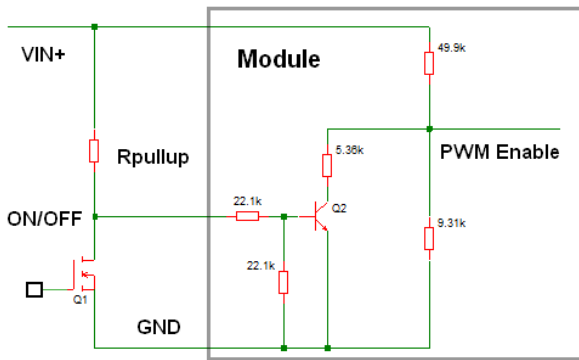 VIN+
Module
49.9k
Rpullup
5.36k
PWM Enable
ON/OFF
22.1k
Q2
9.31k
22.1k
Q1
GND